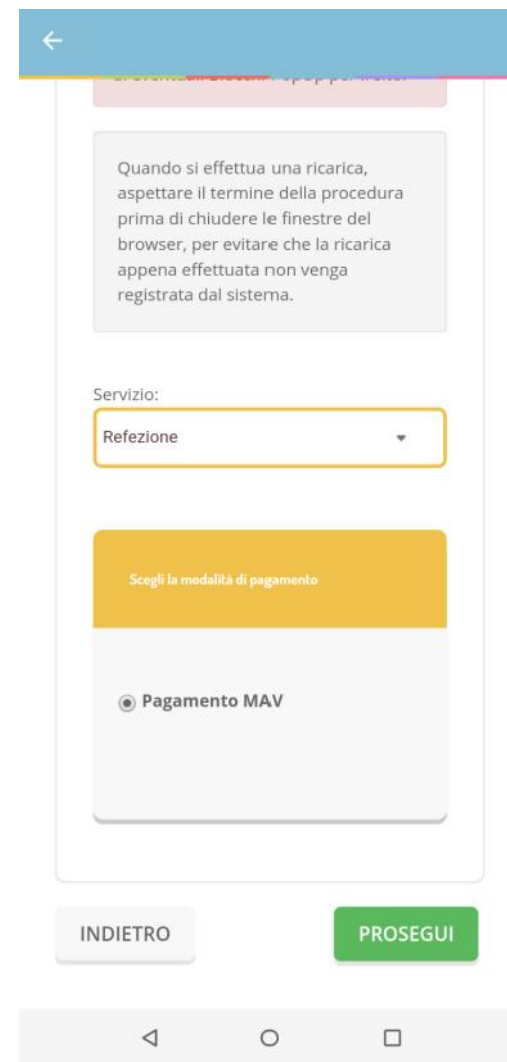 Quando si effettua una ricarica,
aspettare il termine della procedura
prima di chiudere le finestre del
browser, per evitare che la ricarica
appena effettuata non venga
registrata dal sistema.
Servizio:
Refezione
Scegli la modalità di pagamento
Pagamento MAV
INDIETRO
PROSEGUI